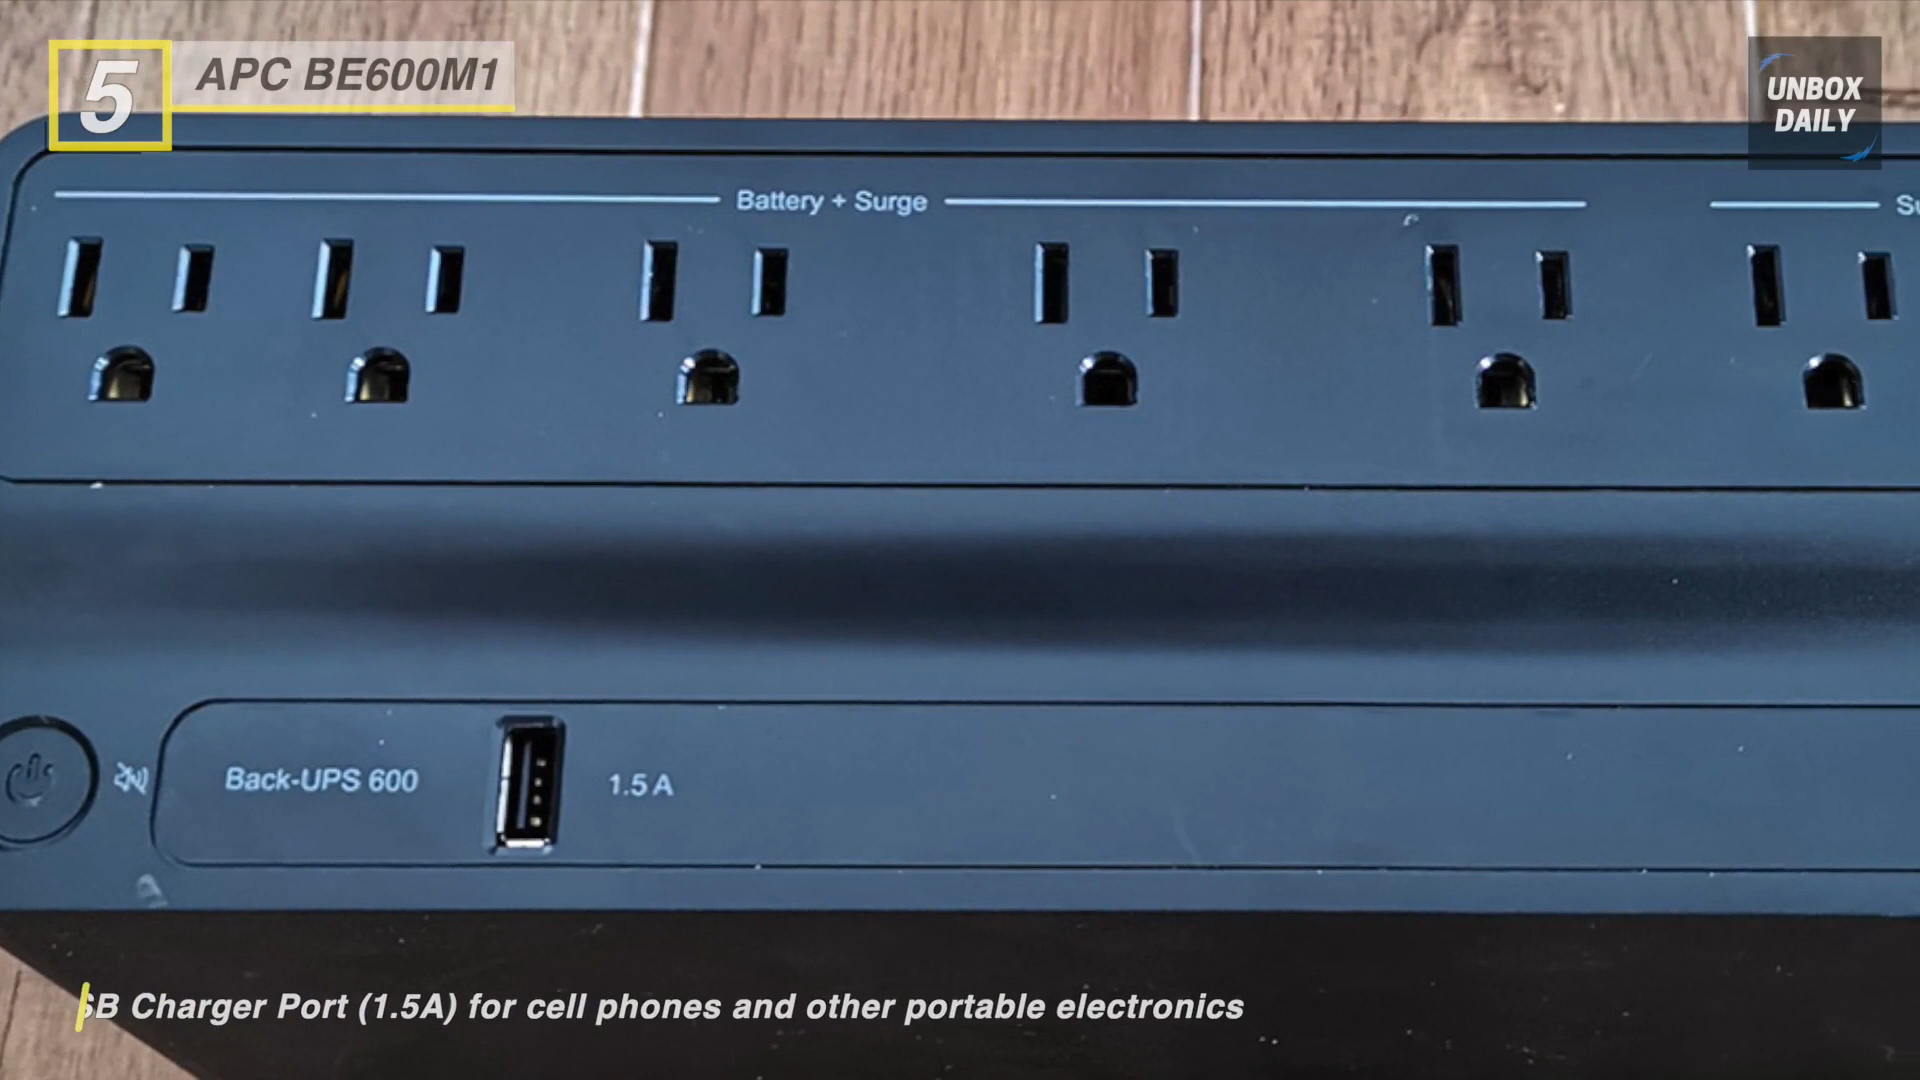 5
APC BE600M1
UNBOX
DAILY
Battery + Surge
Back-UPS 600
1.5 A
Charger Port (1.5A) for cell phones and other portable electronics